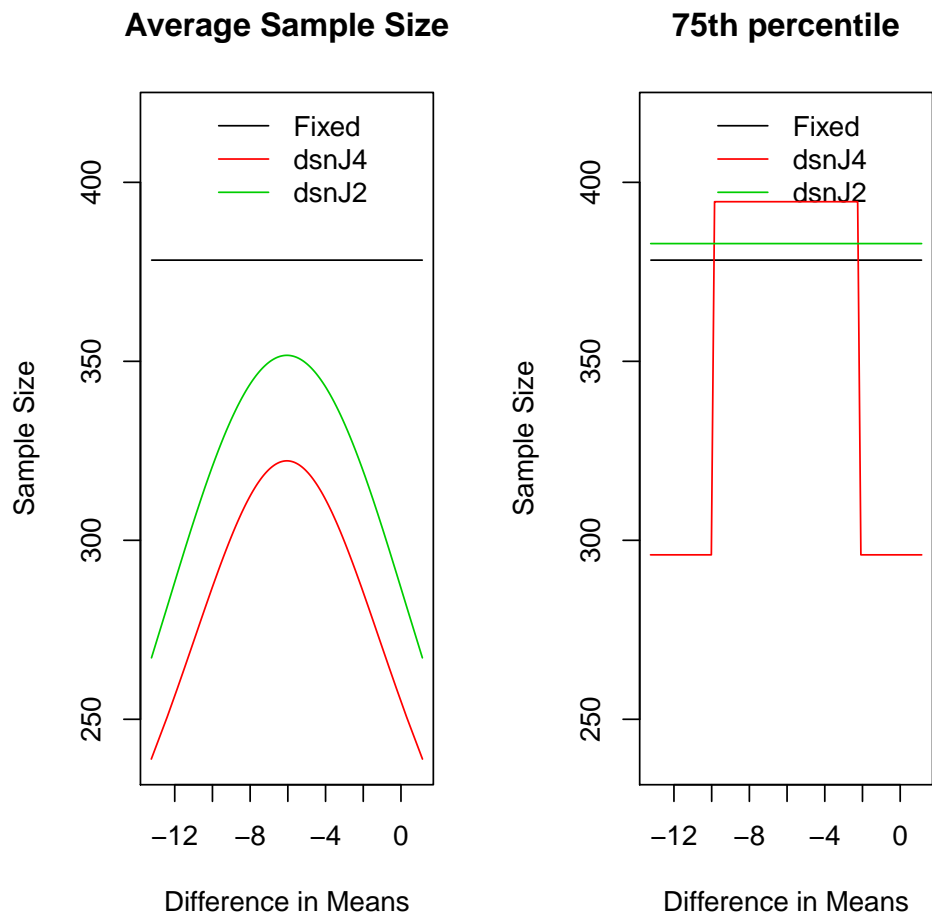 Average Sample Size
Fixed
dsnJ4
dsnJ2
400
350
300
250
Sample Size
−12 −8 −4 0
Difference in Means
75th percentile
Fixed
dsnJ4
dsnJ2
400
350
300
250
Sample Size
−12 −8 −4 0
Difference in Means